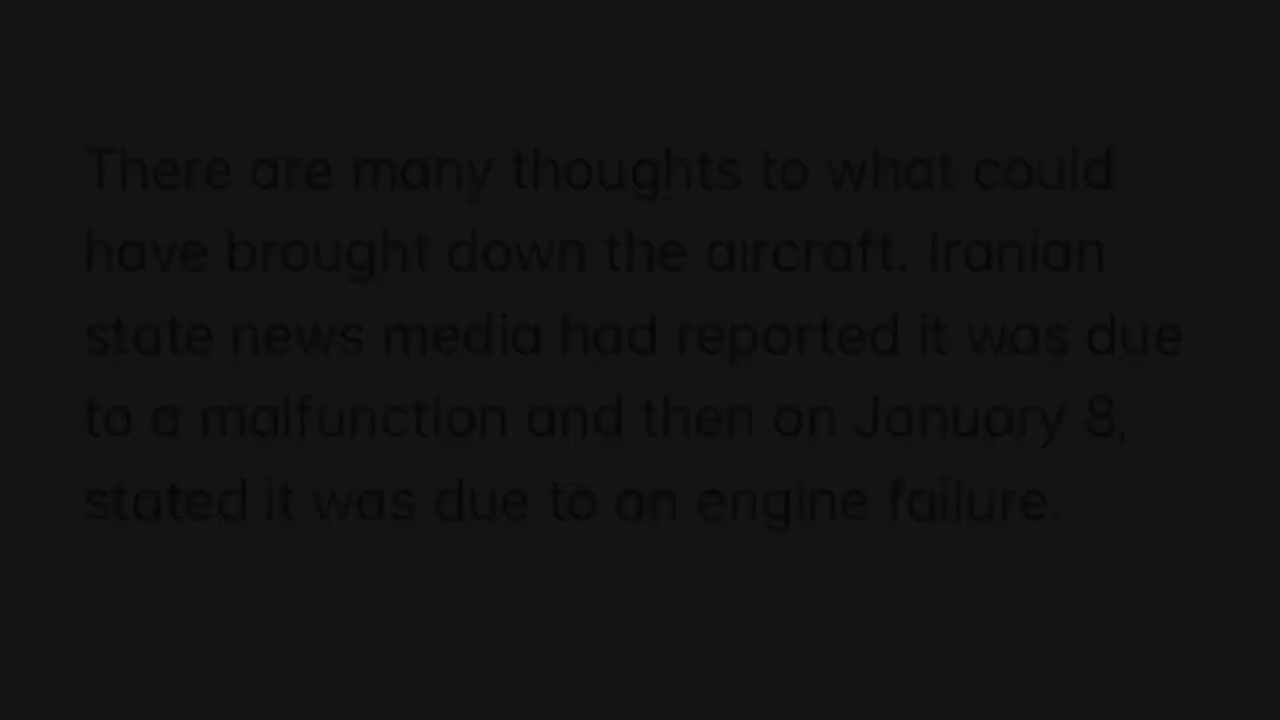 There are many thoughts to what could
have brought down the aircraft. Iranian
state news media had reported it was due
to a malfunction and then on January 8,
stated it was due to an engine failure.